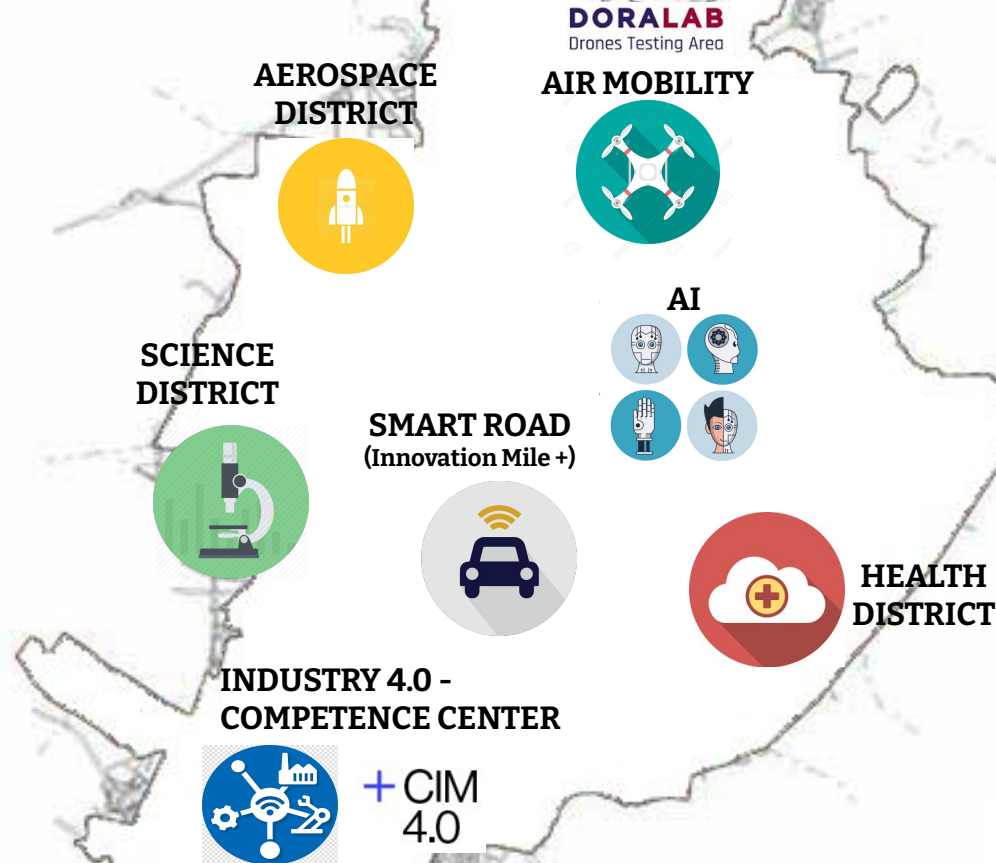 DORALAB
Drones Testing Area
AEROSPACE
DISTRICT
AIR MOBILITY
AI
SCIENCE
DISTRICT
SMART ROAD
(Innovation Mile +)
HEALTH
DISTRICT
INDUSTRY 4.0 -
COMPETENCE CENTER
+ CIM
4.0